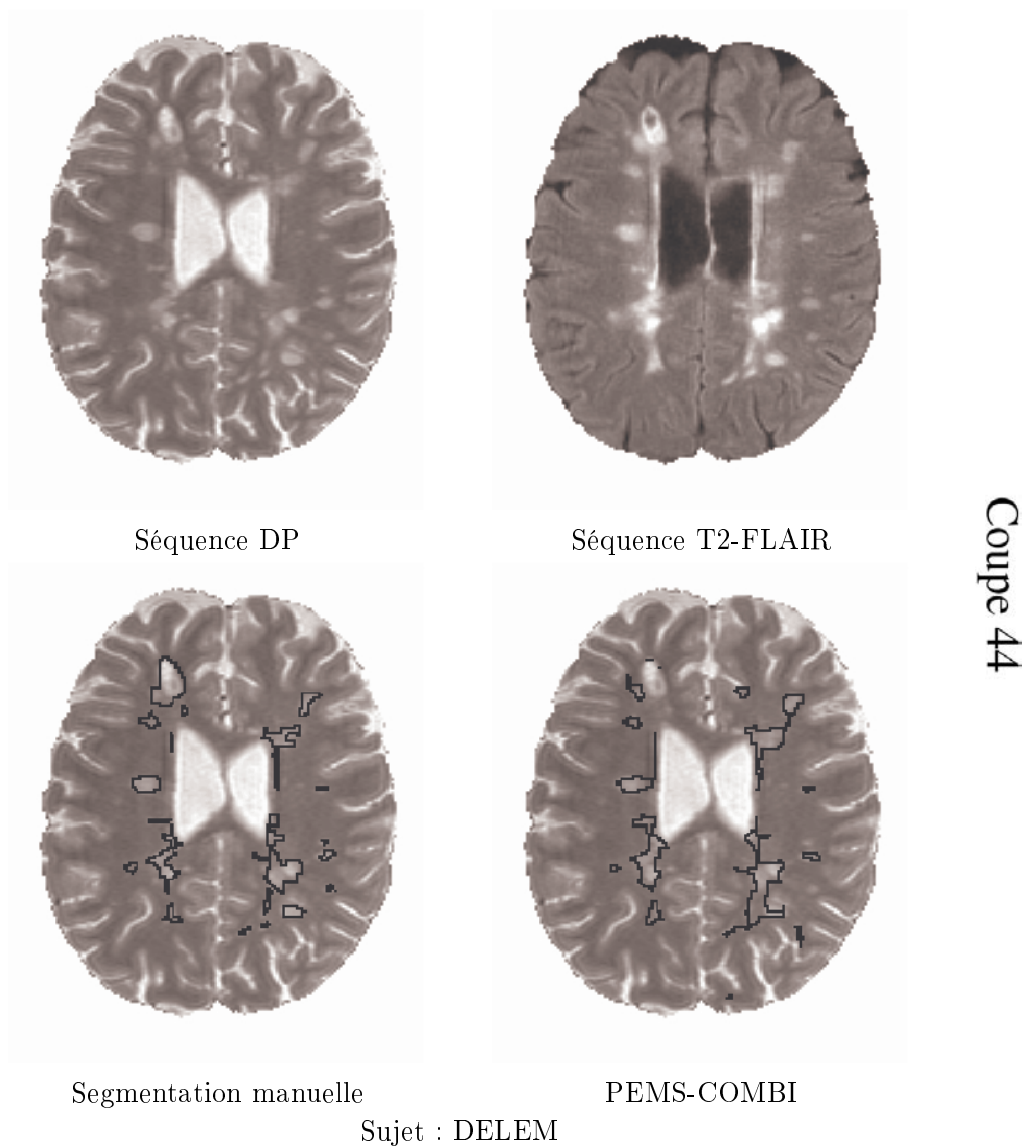 Séquence DP
Séquence T2-FLAIR
Segmentation manuelle
PEMS-COMBI
Sujet : DELEM
Coupe 44